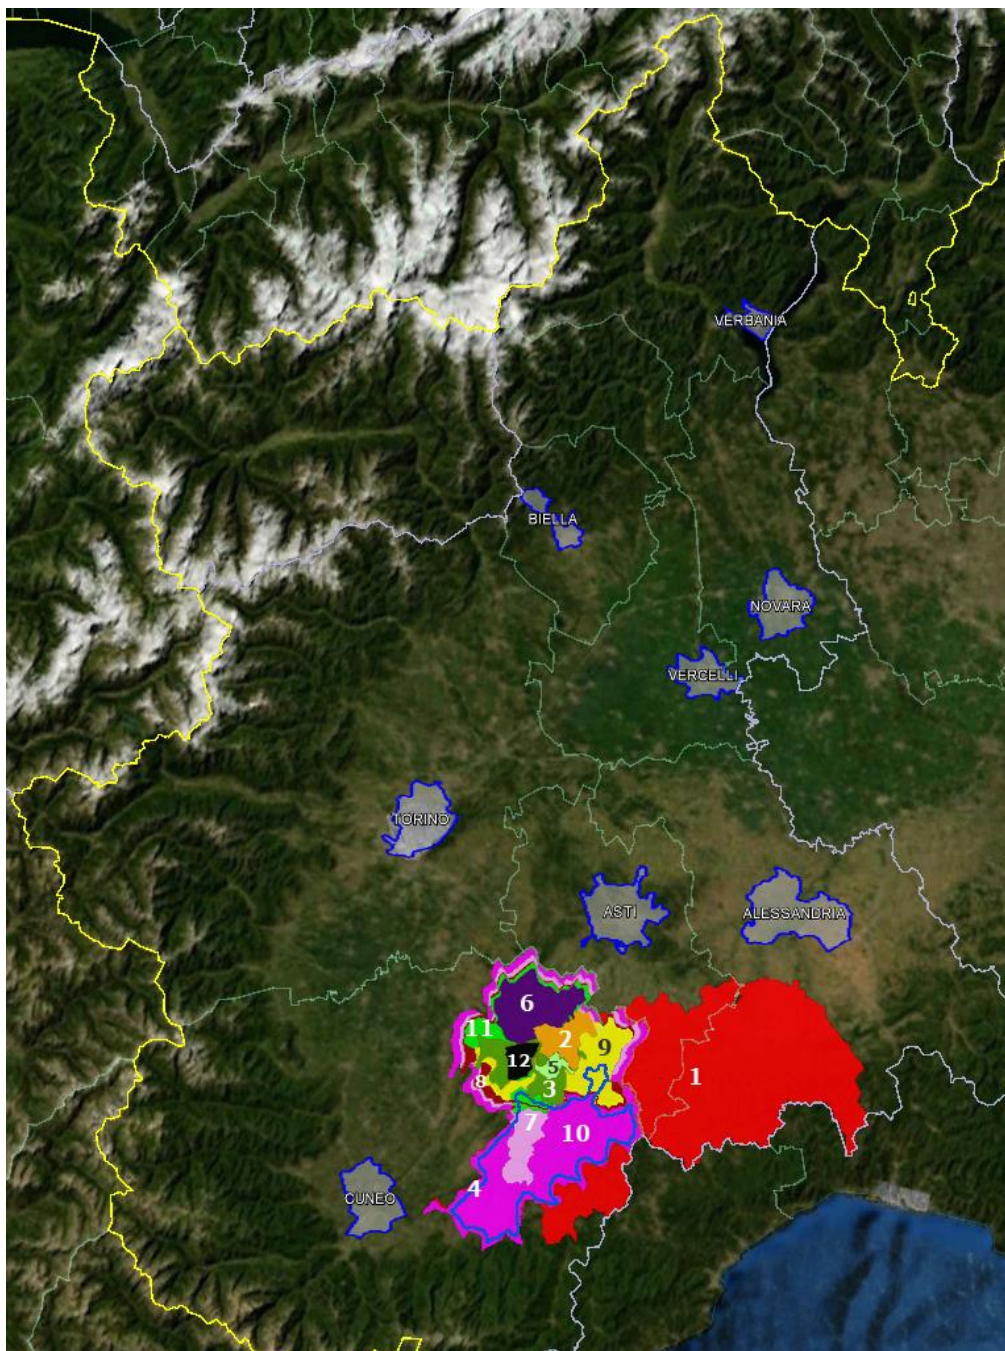 VERBANIA
BIELLA
NOVARA
VERCELLI
TORINO
ASTI
ALESSANDRIA
6
11
2
9
12
5
8
3
1
7
10
4
CUNEO